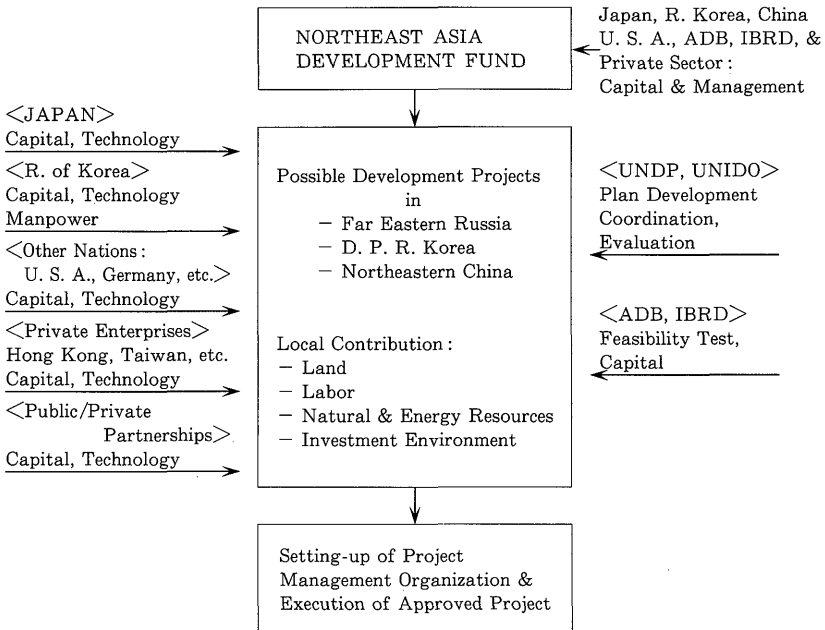 NORTHEAST ASIA
DEVELOPMENT FUND
Japan, R. Korea, China
U. S. A., ADB, IBRD, &
Private Sector :
Capital & Management
<JAPAN>
Capital, Technology
<R. of Korea>
Capital, Technology
Manpower
<Other Nations :
U. S. A., Germany, etc.>
Capital, Technology
<Private Enterprises>
Hong Kong, Taiwan, etc.
Capital, Technology
<Public/Private
Partnerships>
Capital, Technology
Possible Development Projects
in
− Far Eastern Russia
− D. P. R. Korea
− Northeastern China
Local Contribution :
− Land
− Labor
− Natural & Energy Resources
− Investment Environment
<UNDP, UNIDO>
Plan Development
Coordination,
Evaluation
<ADB, IBRD>
Feasibility Test,
Capital
Setting-up of Project
Management Organization &
Execution of Approved Project